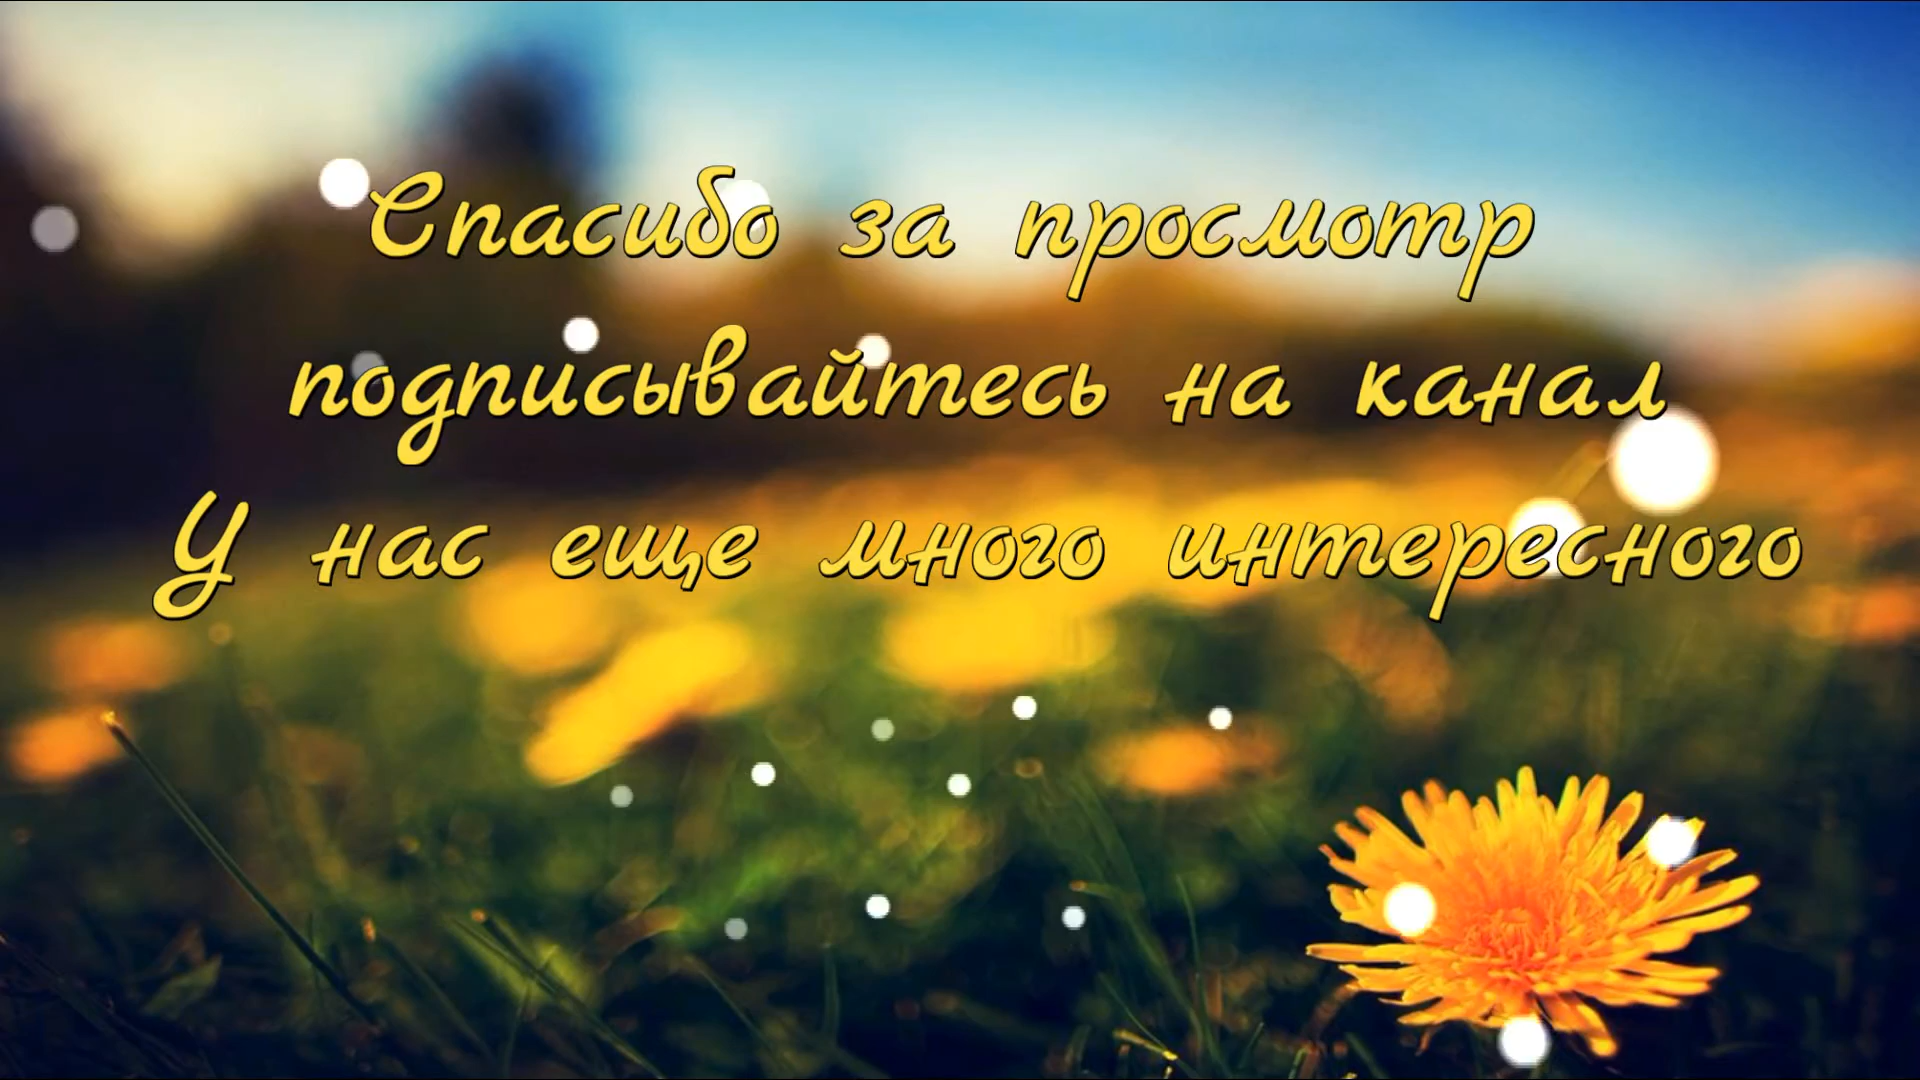 Спасибо за просмотр
подписывайтесь на канал
У нас еще много интересного